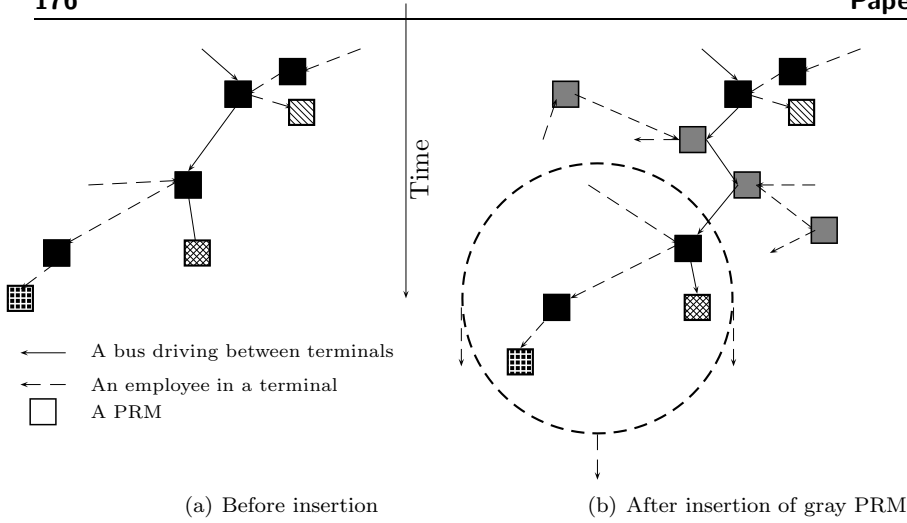 176
Pape
Time
A bus driving between terminals
An employee in a terminal
A PRM
(a) Before insertion
(b) After insertion of gray PRM